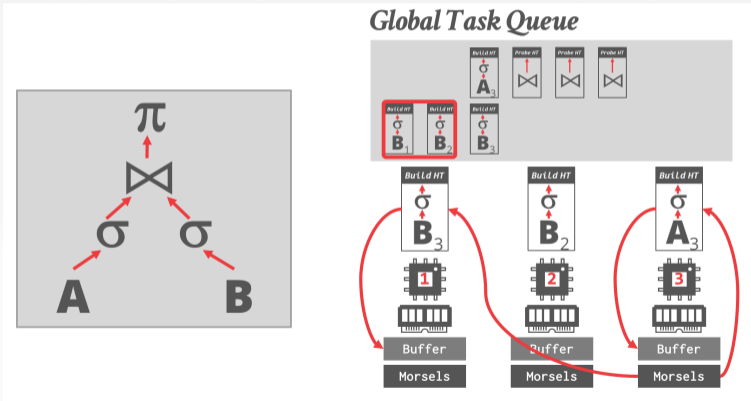 Global Task Queue
Build HT Probe HT Probe HT Probe HT
σ
A3 ⋈ ⋈ ⋈
Build HT Build HT Build HT
σ σ σ
B1 B2 B3
π
⋈
σ σ
A B
Build HT Build HT Build HT
σ σ σ
B3 B2 A3
1 2 3
Buffer Buffer Buffer
Morsels Morsels Morsels